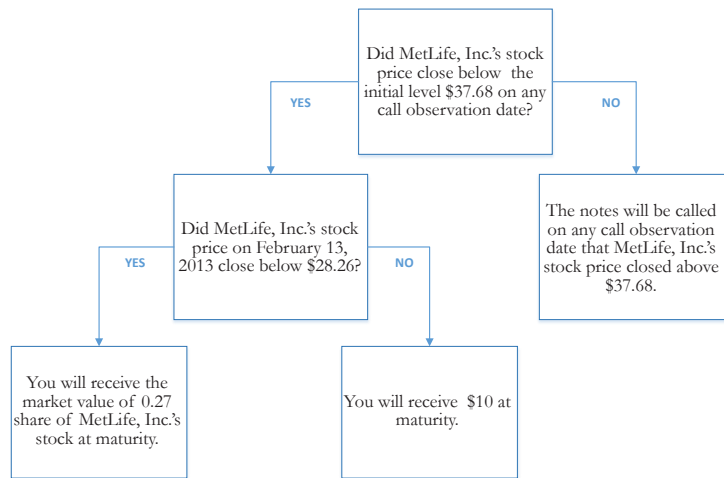 Did MetLife, Inc.'s stock
price close below the
initial level $37.68 on any
call observation date?
YES
NO
Did MetLife, Inc.'s stock
price on February 13,
2013 close below $28.26?
The notes will be called
on any call observation
date that MetLife, Inc.'s
stock price closed above
$37.68.
YES
NO
You will receive the
market value of 0.27
share of MetLife, Inc.'s
stock at maturity.
You will receive $10 at
maturity.